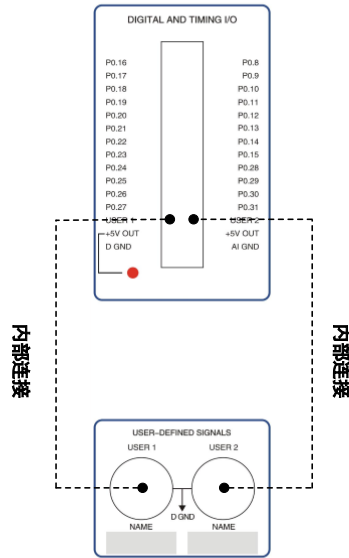 DIGITAL AND TIMING I/O
P0.16 P0.8
P0.17 P0.9
P0.18 P0.10
P0.19 P0.11
P0.20 P0.12
P0.21 P0.13
P0.22 P0.14
P0.23 P0.15
P0.24 P0.28
P0.25 P0.29
P0.26 P0.30
P0.27 P0.31
USER 1 USER 2
+5V OUT +5V OUT
D GND AI GND
内部连接
内部连接
USER-DEFINED SIGNALS
USER 1 USER 2
D GND
NAME NAME